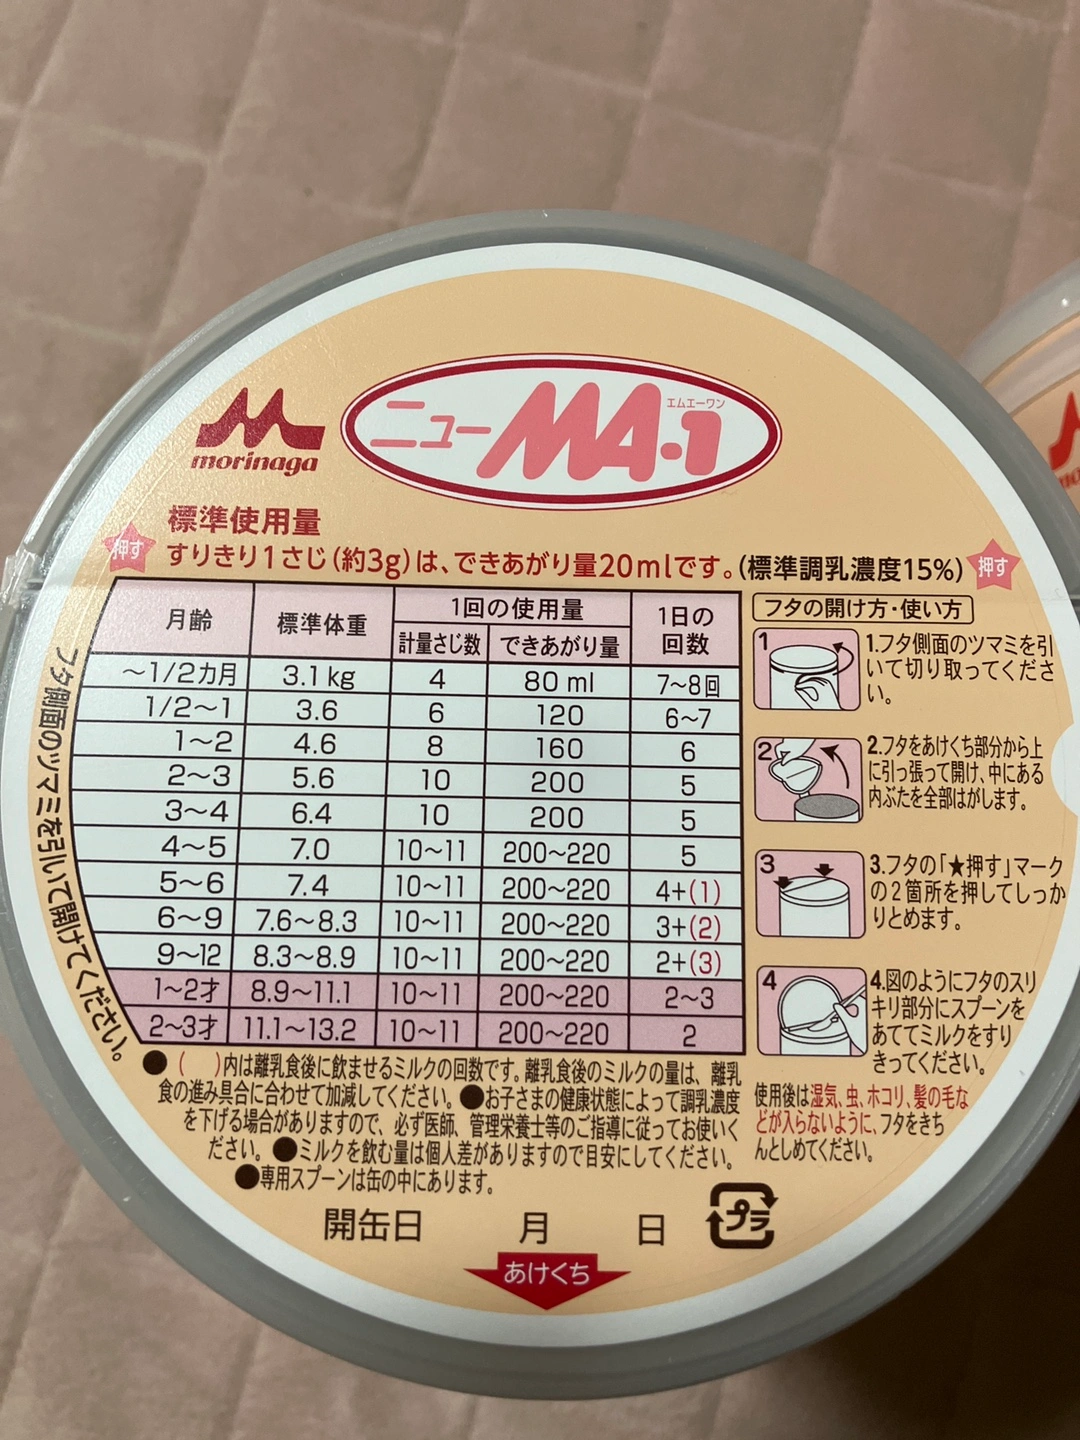 morinaga
ニューMA-1
エムエーワン
標準使用量
すりきり1さじ(約3g)は、できあがり量20mlです。(標準調乳濃度15%)
押す
押す
月齢 標準体重 1回の使用量 1日の回数
計量さじ数 できあがり量
～1/2カ月 3.1kg 4 80ml 7～8回
1/2～1 3.6 6 120 6～7
1～2 4.6 8 160 6
2～3 5.6 10 200 5
3～4 6.4 10 200 5
4～5 7.0 10～11 200～220 5
5～6 7.4 10～11 200～220 4+(1)
6～9 7.6～8.3 10～11 200～220 3+(2)
9～12 8.3～8.9 10～11 200～220 2+(3)
1～2才 8.9～11.1 10～11 200～220 2～3
2～3才 11.1～13.2 10～11 200～220 2
●( )内は離乳食後に飲ませるミルクの回数です。離乳食後のミルクの量は、離乳
食の進み具合に合わせて加減してください。●お子さまの健康状態によって調乳濃度
を下げる場合がありますので、必ず医師、管理栄養士等のご指導に従ってお使いく
ださい。●ミルクを飲む量は個人差がありますので目安にしてください。
●専用スプーンは缶の中にあります。
フタの開け方・使い方
1
1.フタ側面のツマミを引
いて切り取ってくださ
い。
2
2.フタをあけくち部分から上
に引っ張って開け、中にある
内ぶたを全部はがします。
3
3.フタの「★押す」マーク
の2箇所を押してしっか
りとめます。
4
4.図のようにフタのスリ
キリ部分にスプーンを
あててミルクをすり
きってください。
使用後は湿気、虫、ホコリ、髪の毛な
どが入らないように、フタをきち
んとしめてください。
フタ側面のツマミを引いて開けてください。
開缶日 月 日
プラ
あけくち